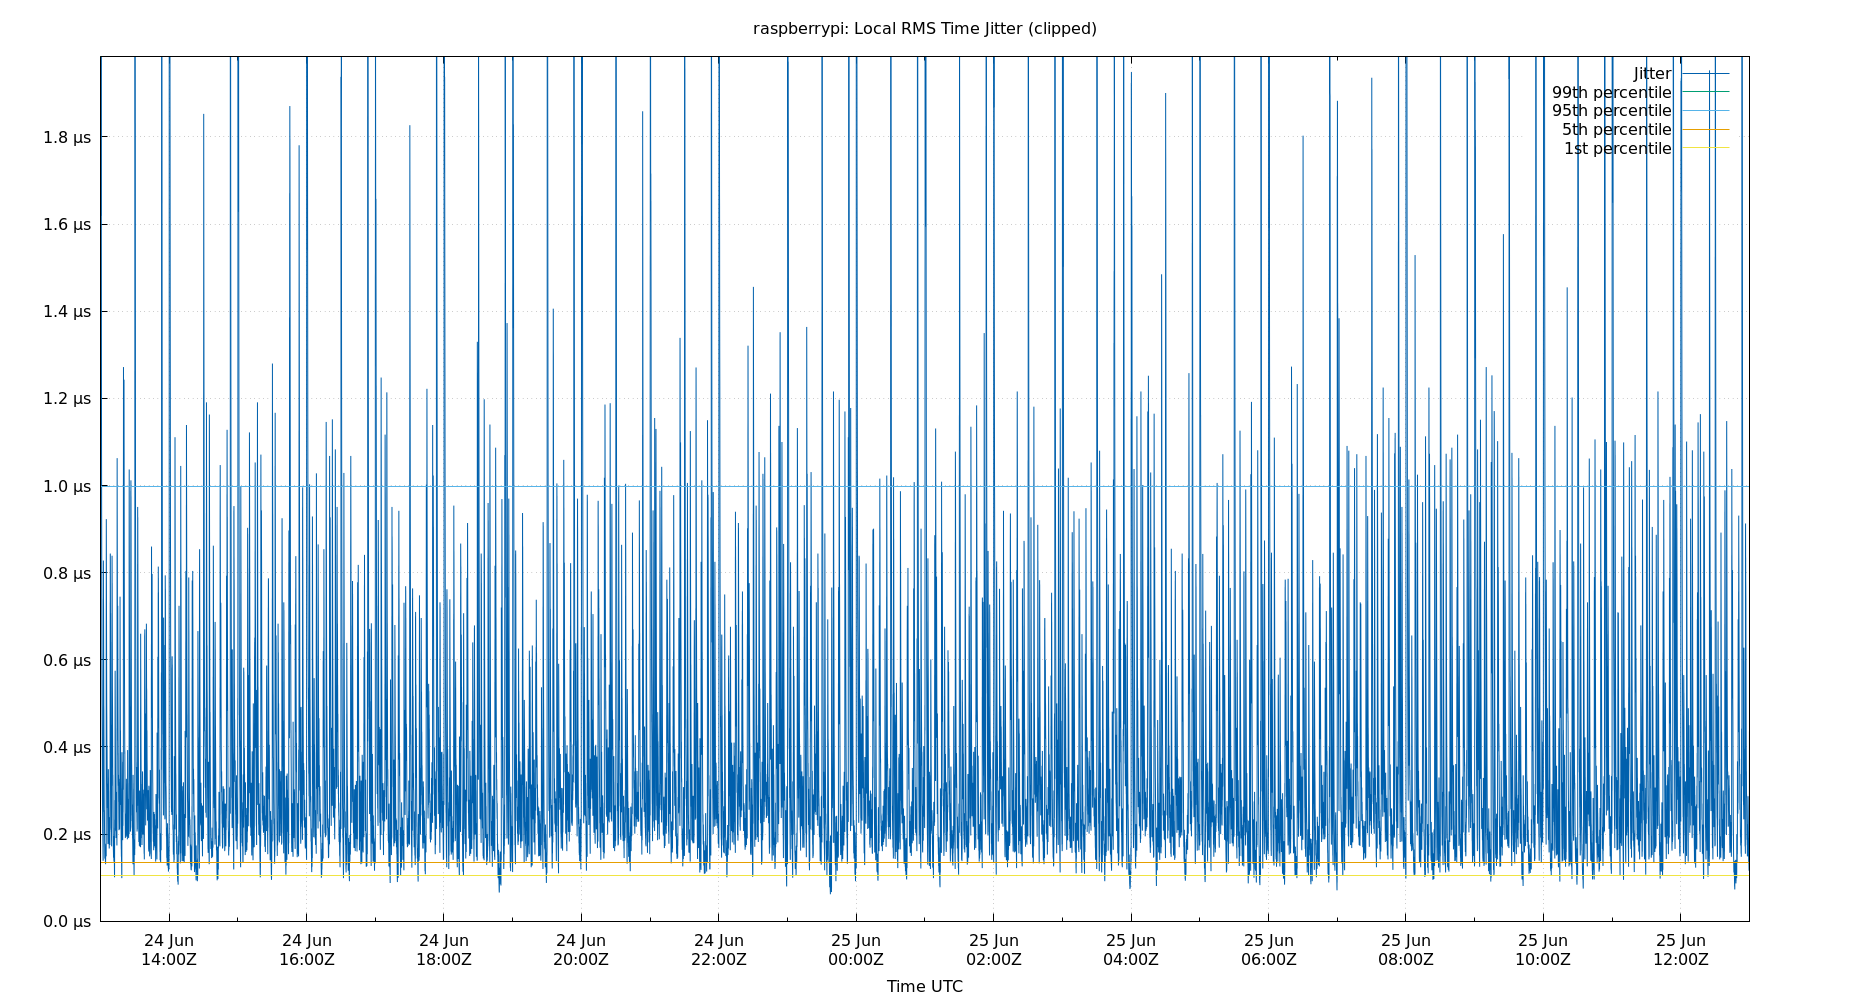 raspberrypi: Local RMS Time Jitter (clipped)
Jitter
99th percentile
95th percentile
5th percentile
1st percentile
1.8 μs
1.6 μs
1.4 μs
1.2 μs
1.0 μs
0.8 μs
0.6 μs
0.4 μs
0.2 μs
0.0 μs
24 Jun 24 Jun 24 Jun 24 Jun 24 Jun 25 Jun 25 Jun 25 Jun 25 Jun 25 Jun 25 Jun 25 Jun
14:00Z 16:00Z 18:00Z 20:00Z 22:00Z 00:00Z 02:00Z 04:00Z 06:00Z 08:00Z 10:00Z 12:00Z
Time UTC